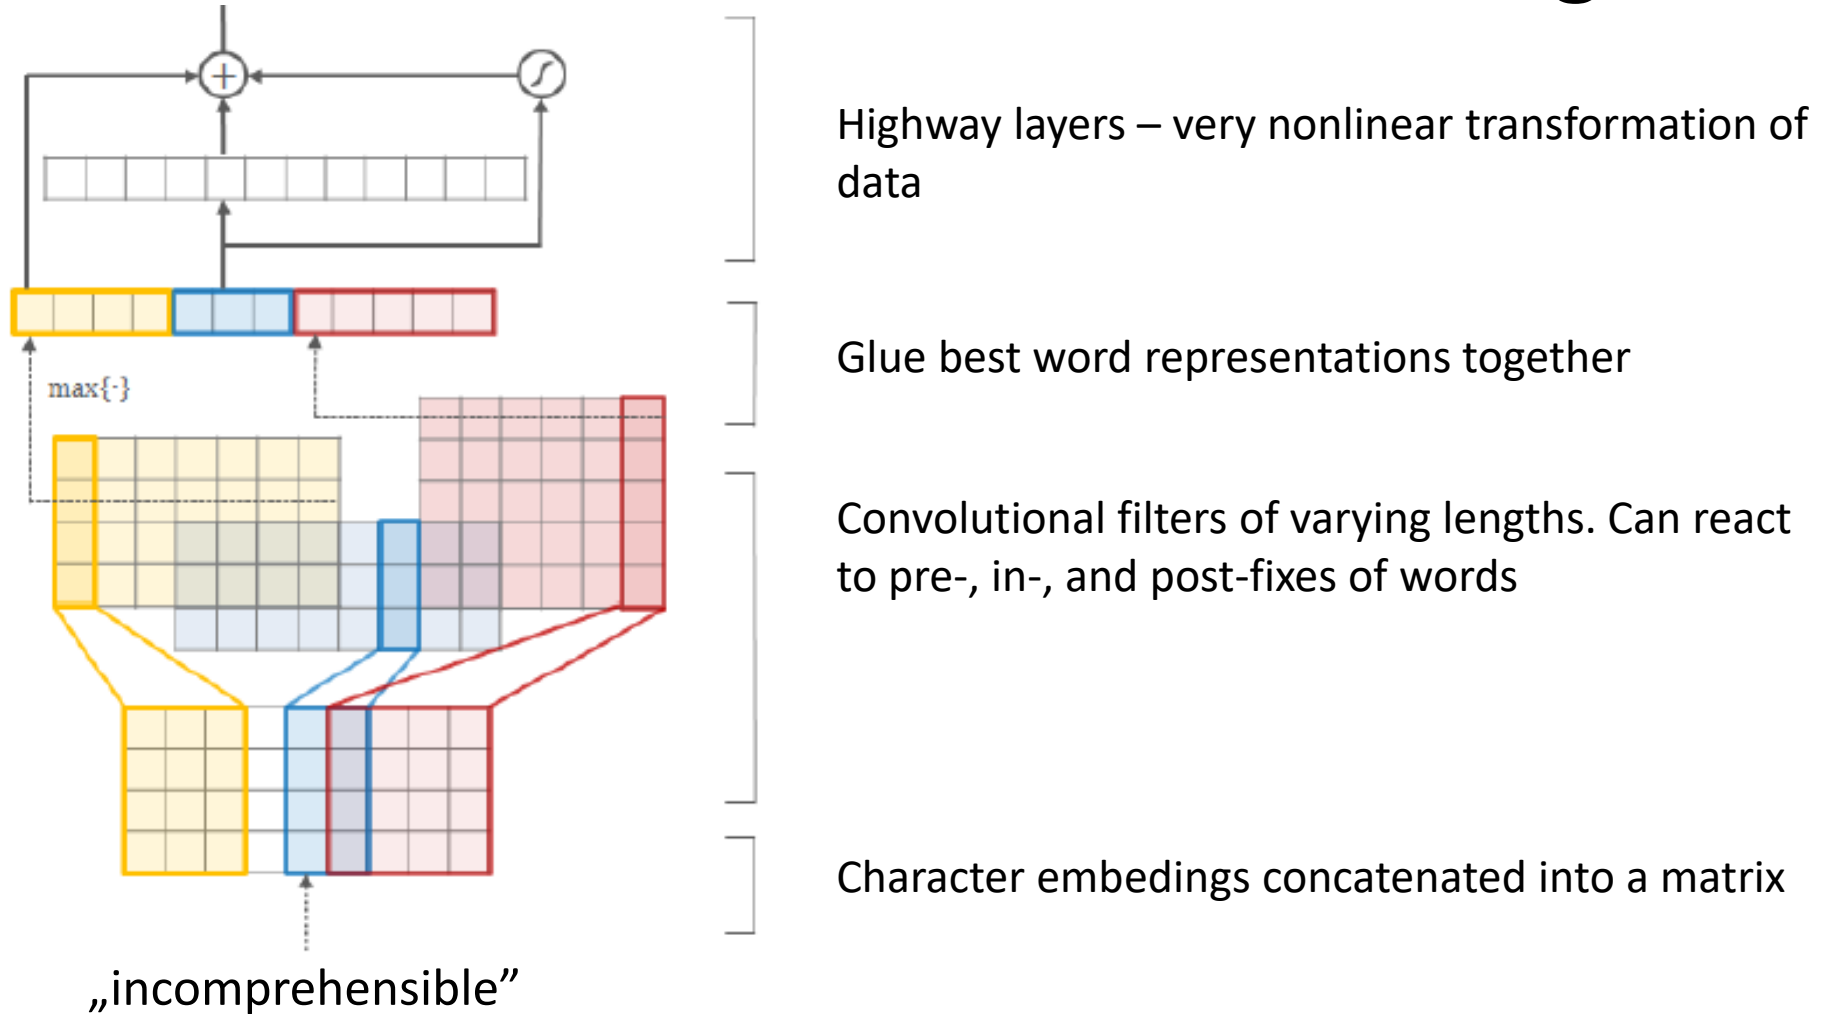 Highway layers – very nonlinear transformation of
data
Glue best word representations together
max{·}
Convolutional filters of varying lengths. Can react
to pre-, in-, and post-fixes of words
Character embedings concatenated into a matrix
„incomprehensible”